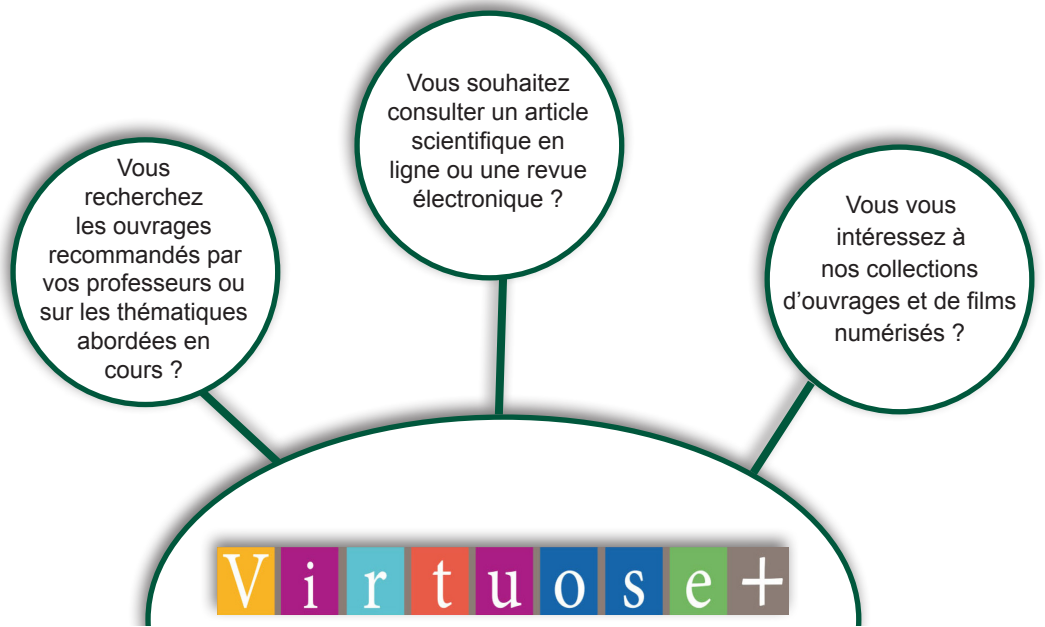 Vous
recherchez
les ouvrages
recommandés par
vos professeurs ou
sur les thématiques
abordées en
cours ?
Vous souhaitez
consulter un article
scientifique en
ligne ou une revue
électronique ?
Vous vous
intéressez à
nos collections
d'ouvrages et de films
numérisés ?
Virtuose+